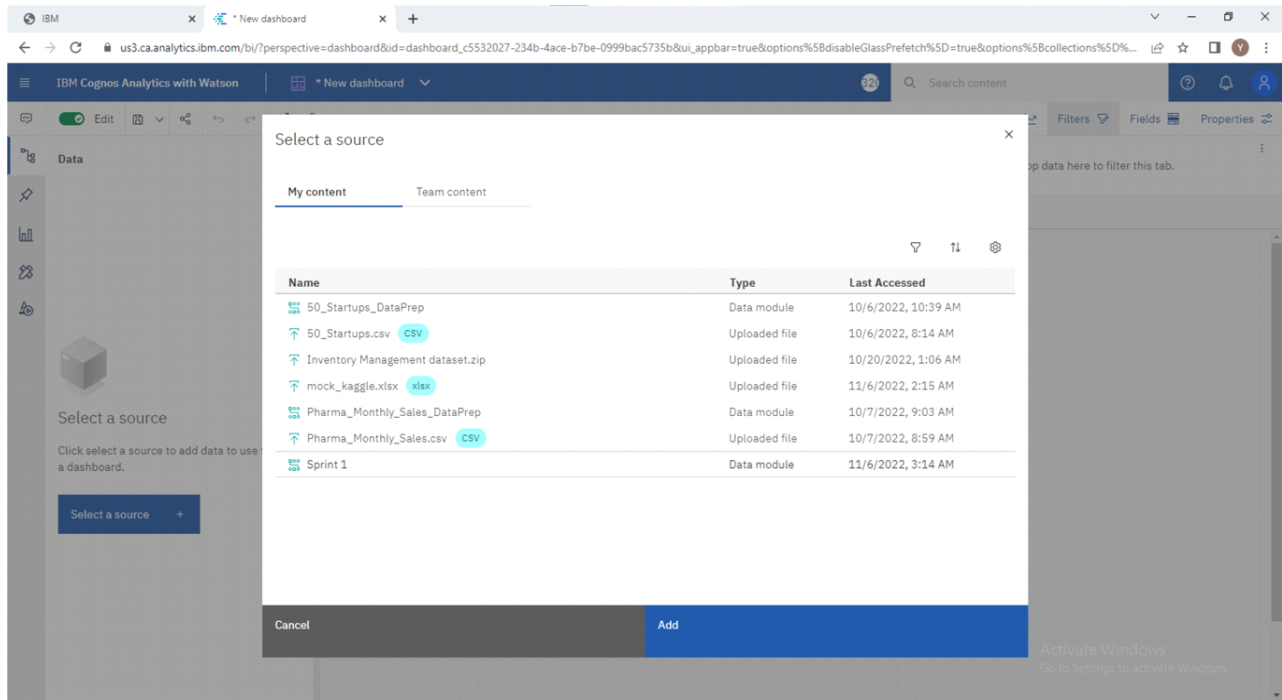 IBM
* New dashboard
us3.ca.analytics.ibm.com/bi/?perspective=dashboard&id=dashboard_c5532027-234b-4ace-b7be-0999bac5735b&ui_appbar=true&options%5BdisableGlassPrefetch%5D=true&options%5Bcollections%5D%...
Y
IBM Cognos Analytics with Watson
* New dashboard
Search content
Edit
Filters
Fields
Properties
Data
data here to filter this tab.
Select a source
My content
Team content
Name Type Last Accessed
50_Startups_DataPrep Data module 10/6/2022, 10:39 AM
50_Startups.csv CSV Uploaded file 10/6/2022, 8:14 AM
Inventory Management dataset.zip Uploaded file 10/20/2022, 1:06 AM
mock_kaggle.xlsx xlsx Uploaded file 11/6/2022, 2:15 AM
Pharma_Monthly_Sales_DataPrep Data module 10/7/2022, 9:03 AM
Pharma_Monthly_Sales.csv CSV Uploaded file 10/7/2022, 8:59 AM
Sprint 1 Data module 11/6/2022, 3:14 AM
Select a source
Click select a source to add data to use
a dashboard.
Select a source +
Cancel
Add
Activate Windows
Go to Settings to activate Windows.